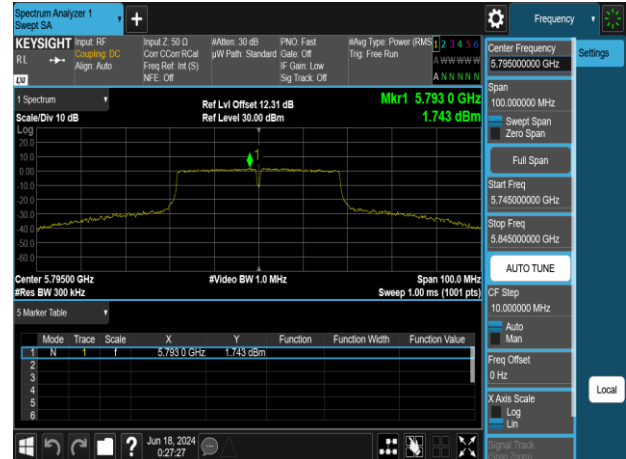 Spectrum Analyzer 1
Swept SA
+
Frequency
KEYSIGHT
RL
Input: RF
Coupling: DC
Align: Auto
Input Z: 50 Ω
Corr CCorr RCal
Freq Ref: Int (S)
NFE: Off
#Atten: 30 dB
µW Path: Standard
PNO: Fast
Gate: Off
IF Gain: Low
Sig Track: Off
#Avg Type: Power (RMS
Trig: Free Run
1 2 3 4 5 6
A W W W W W
A N N N N N
LXI
1 Spectrum
Scale/Div 10 dB
Ref Lvl Offset 12.31 dB
Ref Level 30.00 dBm
Mkr1 5.793 0 GHz
1.743 dBm
Log
20.0
10.0
0.00
-10.0
-20.0
-30.0
-40.0
-50.0
-60.0
1
Center 5.79500 GHz
#Res BW 300 kHz
#Video BW 1.0 MHz
Span 100.0 MHz
Sweep 1.00 ms (1001 pts)
5 Marker Table
Mode Trace Scale X Y Function Function Width Function Value
1 N 1 f 5.793 0 GHz 1.743 dBm
2
3
4
5
6
Center Frequency
5.795000000 GHz
Settings
Span
100.000000 MHz
Swept Span
Zero Span
Full Span
Start Freq
5.745000000 GHz
Stop Freq
5.845000000 GHz
AUTO TUNE
CF Step
10.000000 MHz
Auto
Man
Freq Offset
0 Hz
X Axis Scale
Log
Lin
Local
Signal Track
(Span Zoom)
?
Jun 18, 2024
0:27:27